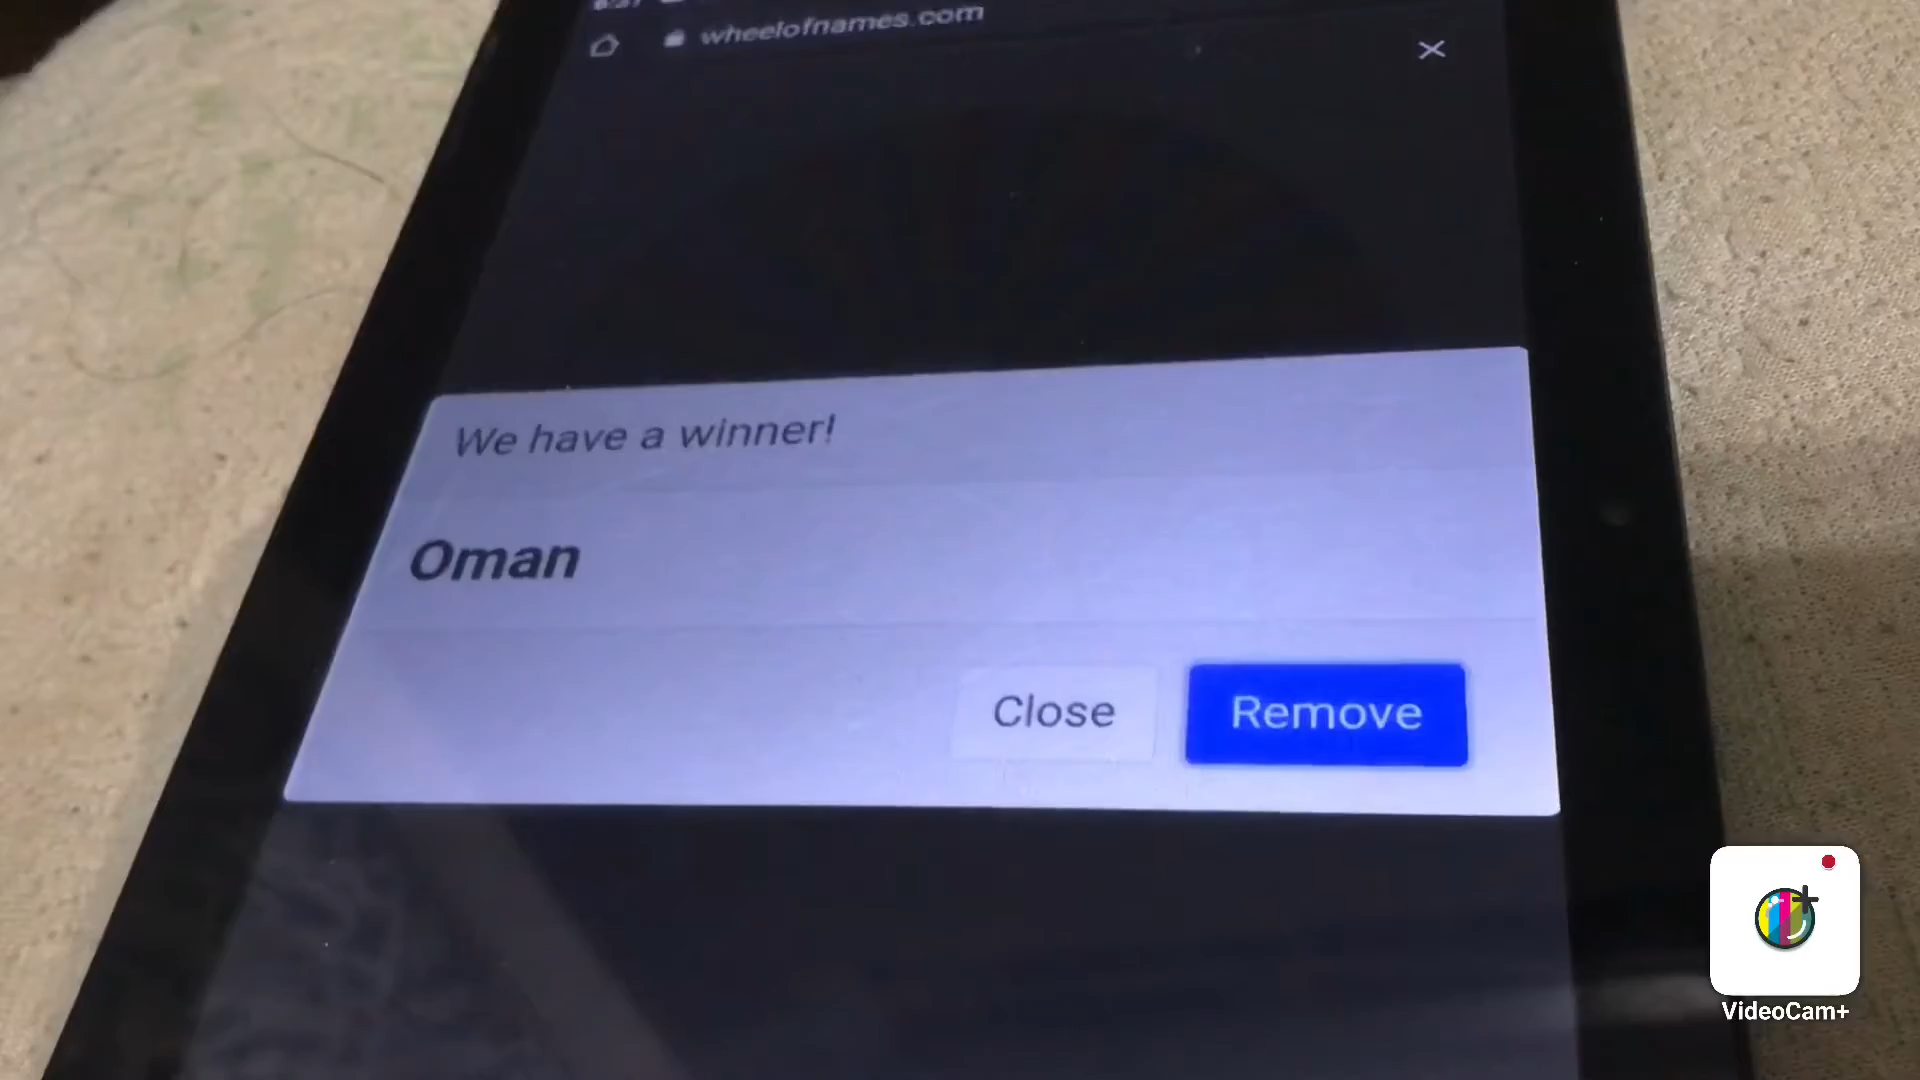 wheelofnames.com
We have a winner!
Oman
Close
Remove
VideoCam+